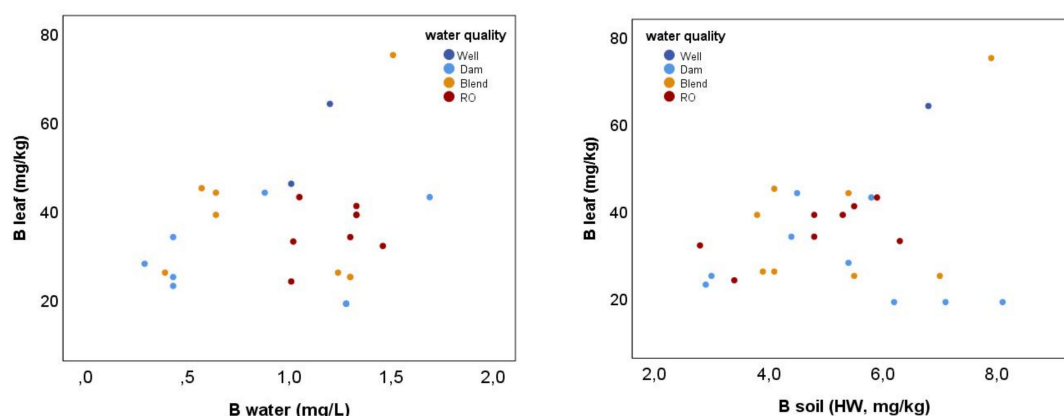 80
60
40
20
B leaf (mg/kg)
water quality
Well
Dam
Blend
RO
,0
,5
1,0
1,5
2,0
B water (mg/L)
80
60
40
20
B leaf (mg/kg)
water quality
Well
Dam
Blend
RO
2,0
4,0
6,0
8,0
B soil (HW, mg/kg)